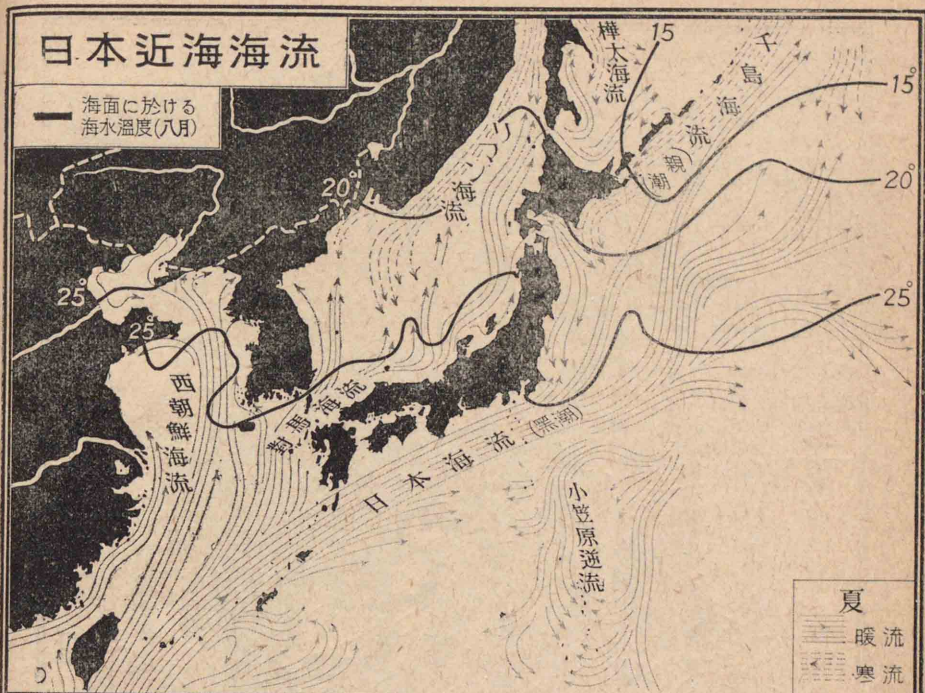 日本近海海流
海面に於ける
海水溫度(八月)
樺太海流
15
千島海流
(親潮)
15°
リマン海流
20°
20°
25°
25°
25°
西朝鮮海流
對馬海流
日本海流
(黑潮)
小笠原逆流
夏
暖流
寒流